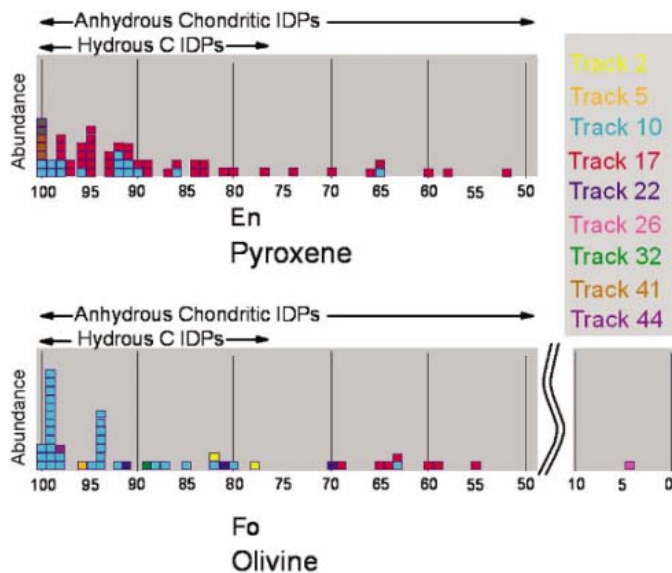 Anhydrous Chondritic IDPs
Hydrous C IDPs
Abundance
100 95 90 85 80 75 70 65 60 55 50
En
Pyroxene
Track 2
Track 5
Track 10
Track 17
Track 22
Track 26
Track 32
Track 41
Track 44
Anhydrous Chondritic IDPs
Hydrous C IDPs
Abundance
100 95 90 85 80 75 70 65 60 55 50 10 5 0
Fo
Olivine